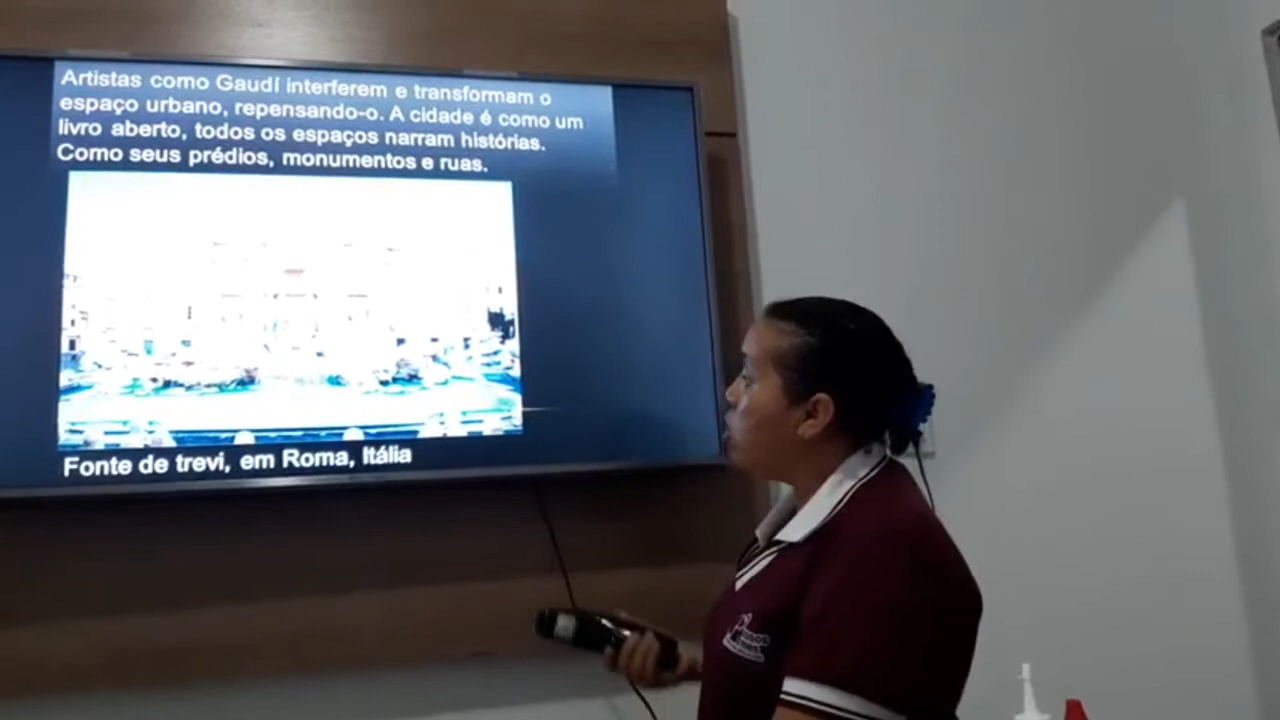 Artistas como Gaudí interferem e transformam o
espaço urbano, repensando-o. A cidade é como um
livro aberto, todos os espaços narram histórias.
Como seus prédios, monumentos e ruas.
Fonte de trevi, em Roma, Itália